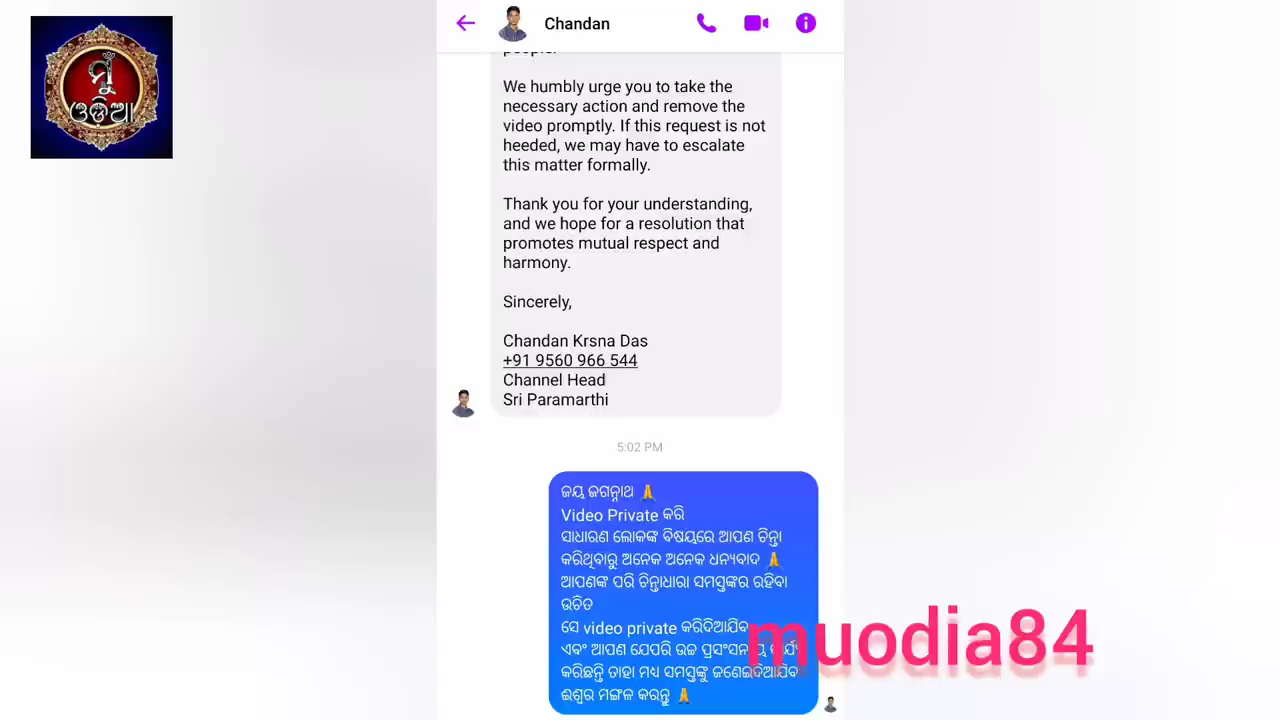 ମୁଁ
ଓଡ଼ିଆ
Chandan
people.
We humbly urge you to take the
necessary action and remove the
video promptly. If this request is not
heeded, we may have to escalate
this matter formally.
Thank you for your understanding,
and we hope for a resolution that
promotes mutual respect and
harmony.
Sincerely,
Chandan Krsna Das
+91 9560 966 544
Channel Head
Sri Paramarthi
5:02 PM
ଜୟ ଜଗନ୍ନାଥ 🙏
Video Private କରି
ସାଧାରଣ ଲୋକଙ୍କ ବିଷୟରେ ଆପଣ ଚିନ୍ତା
କରିଥିବାରୁ ଅନେକ ଅନେକ ଧନ୍ୟବାଦ 🙏
ଆପଣଙ୍କ ପରି ଚିନ୍ତାଧାରା ସମସ୍ତଙ୍କର ରହିବା
ଉଚିତ
ସେ video private କରିଦିଆଯିବ
ଏବଂ ଆପଣ ଯେପରି ଉଚ୍ଚ
କରିଛନ୍ତି ତାହା ମଧ୍ୟ ସମସ୍ତଙ୍କୁ ଜଣେଇଦିଆଯିବ
ଈଶ୍ୱର ମଙ୍ଗଳ କରନ୍ତୁ 🙏
muodia84